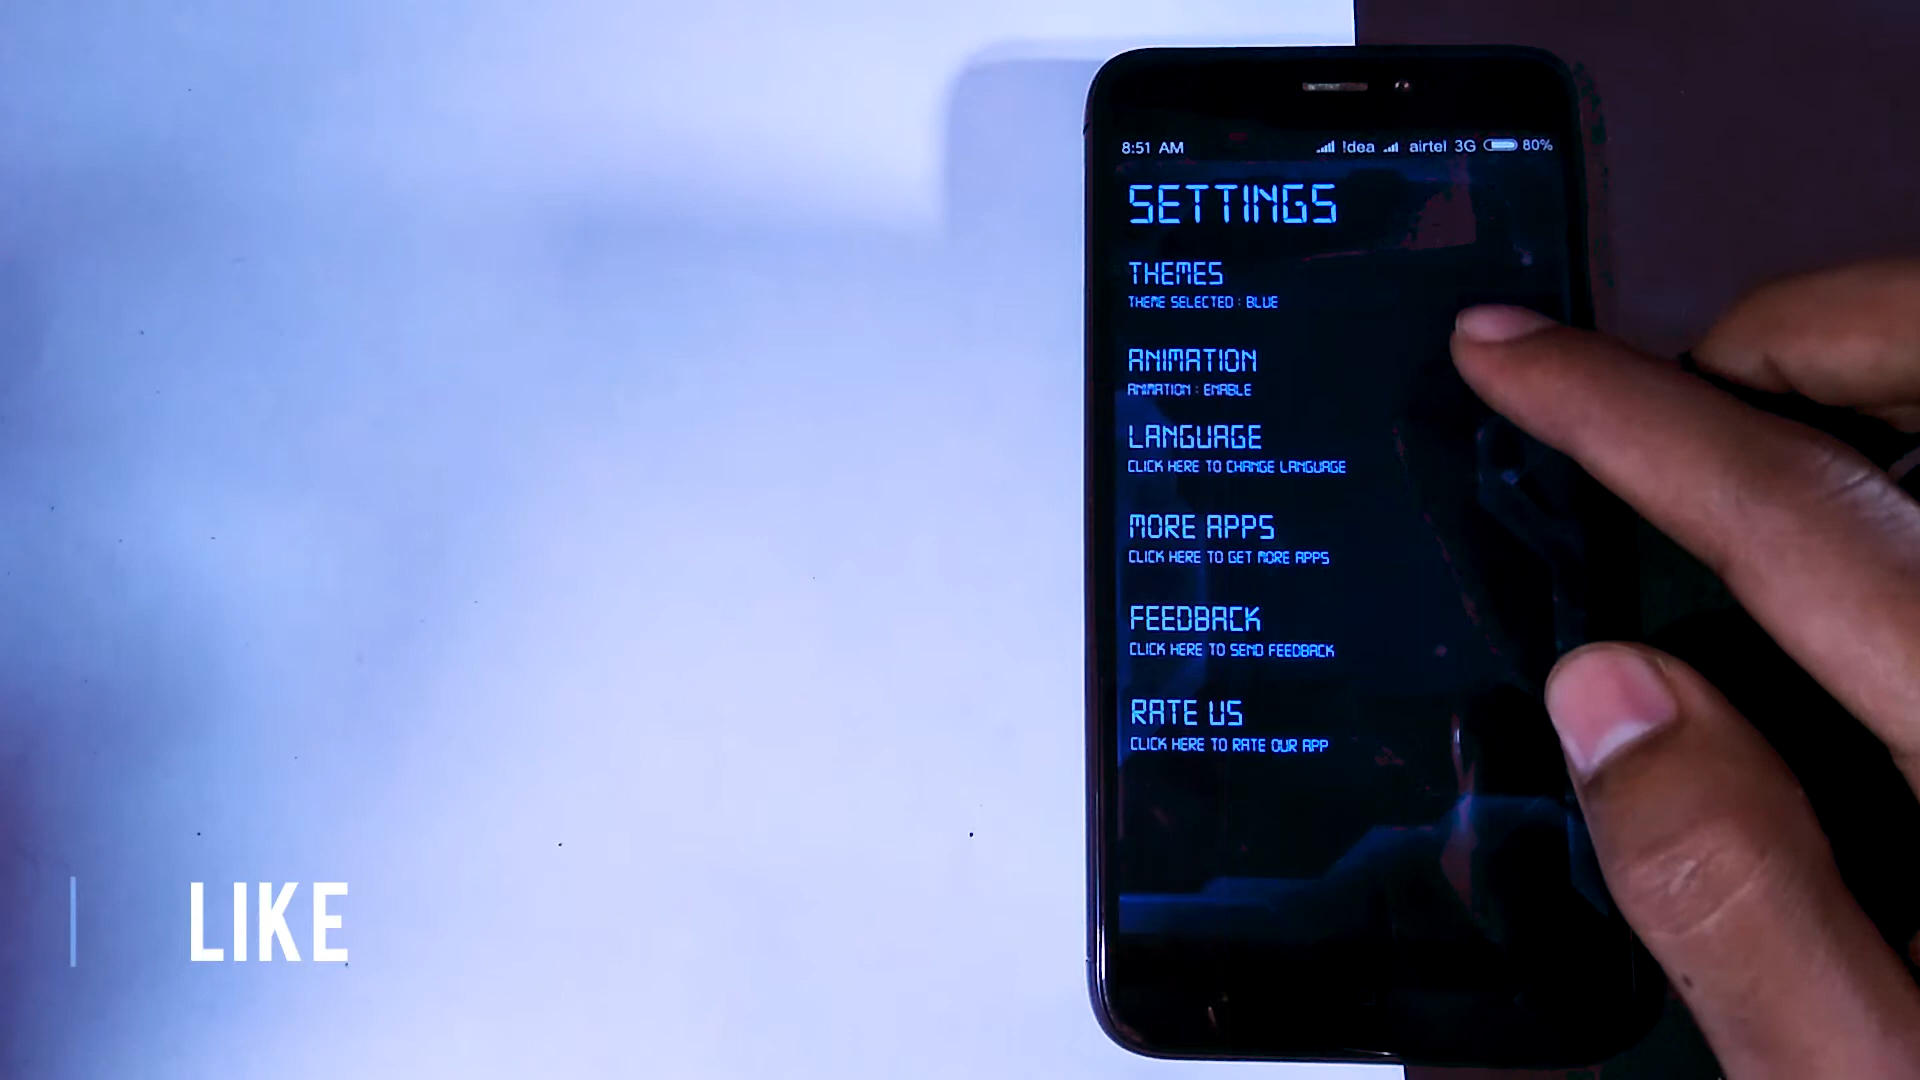 8:51 AM !dea airtel 3G 80%
SETTINGS
THEMES
THEME SELECTED : BLUE
ANIMATION
ANIMATION : ENABLE
LANGUAGE
CLICK HERE TO CHANGE LANGUAGE
MORE APPS
CLICK HERE TO GET MORE APPS
FEEDBACK
CLICK HERE TO SEND FEEDBACK
RATE US
CLICK HERE TO RATE OUR APP
LIKE